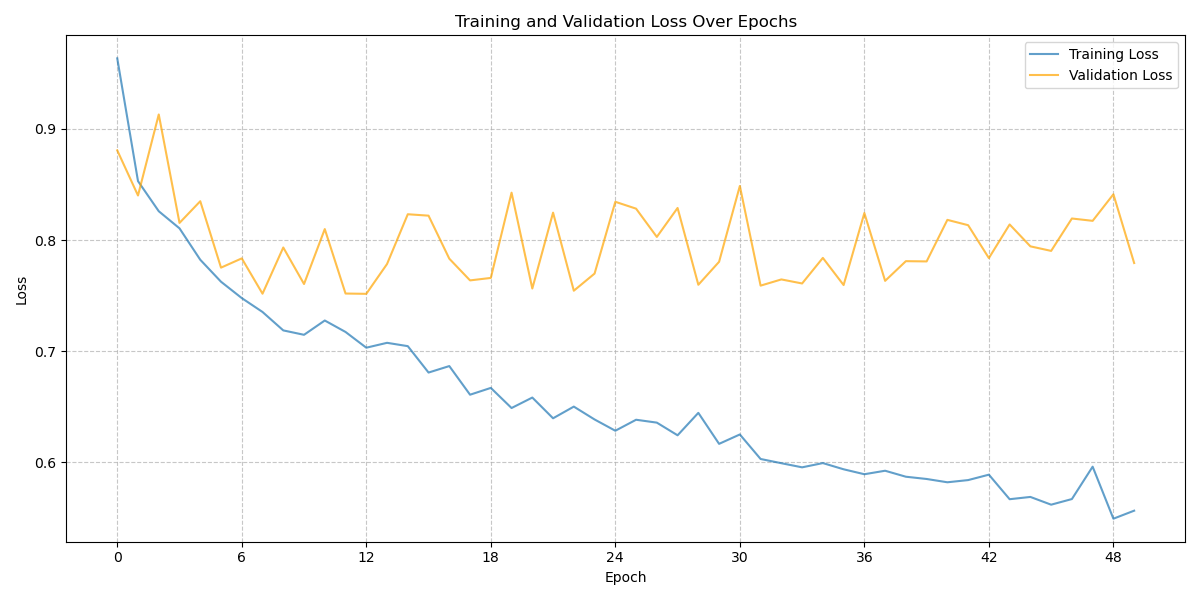 Training and Validation Loss Over Epochs
Training Loss
Validation Loss
0.9
0.8
0.7
0.6
Loss
0 6 12 18 24 30 36 42 48
Epoch